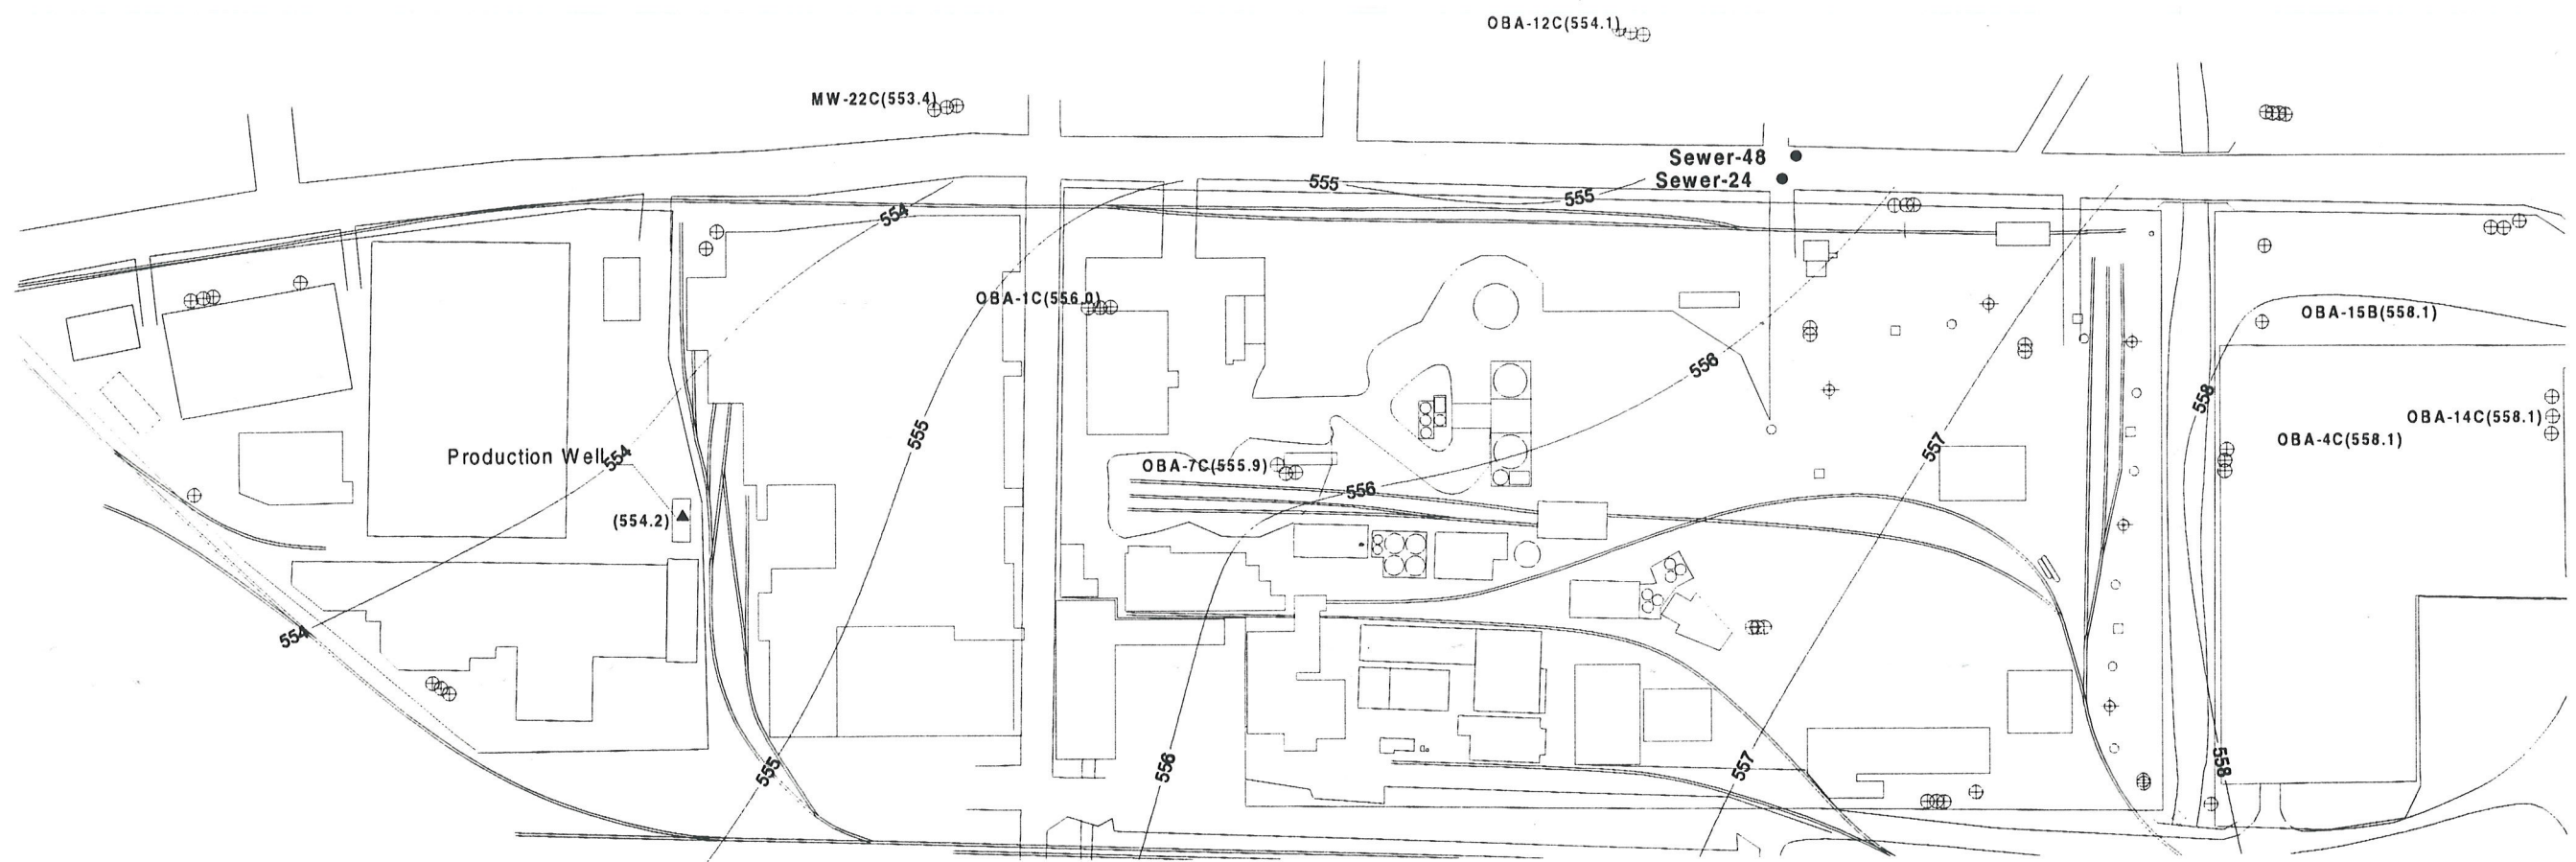 OBA-12C(554.1)
MW-22C(553.4)
Sewer-48
Sewer-24
555
555
554
OBA-1C(556.0)
OBA-15B(558.1)
556
558
OBA-14C(558.1)
555
557
OBA-4C(558.1)
Production Well
554
OBA-7C(555.9)
556
(554.2)
554
555
556
557
558